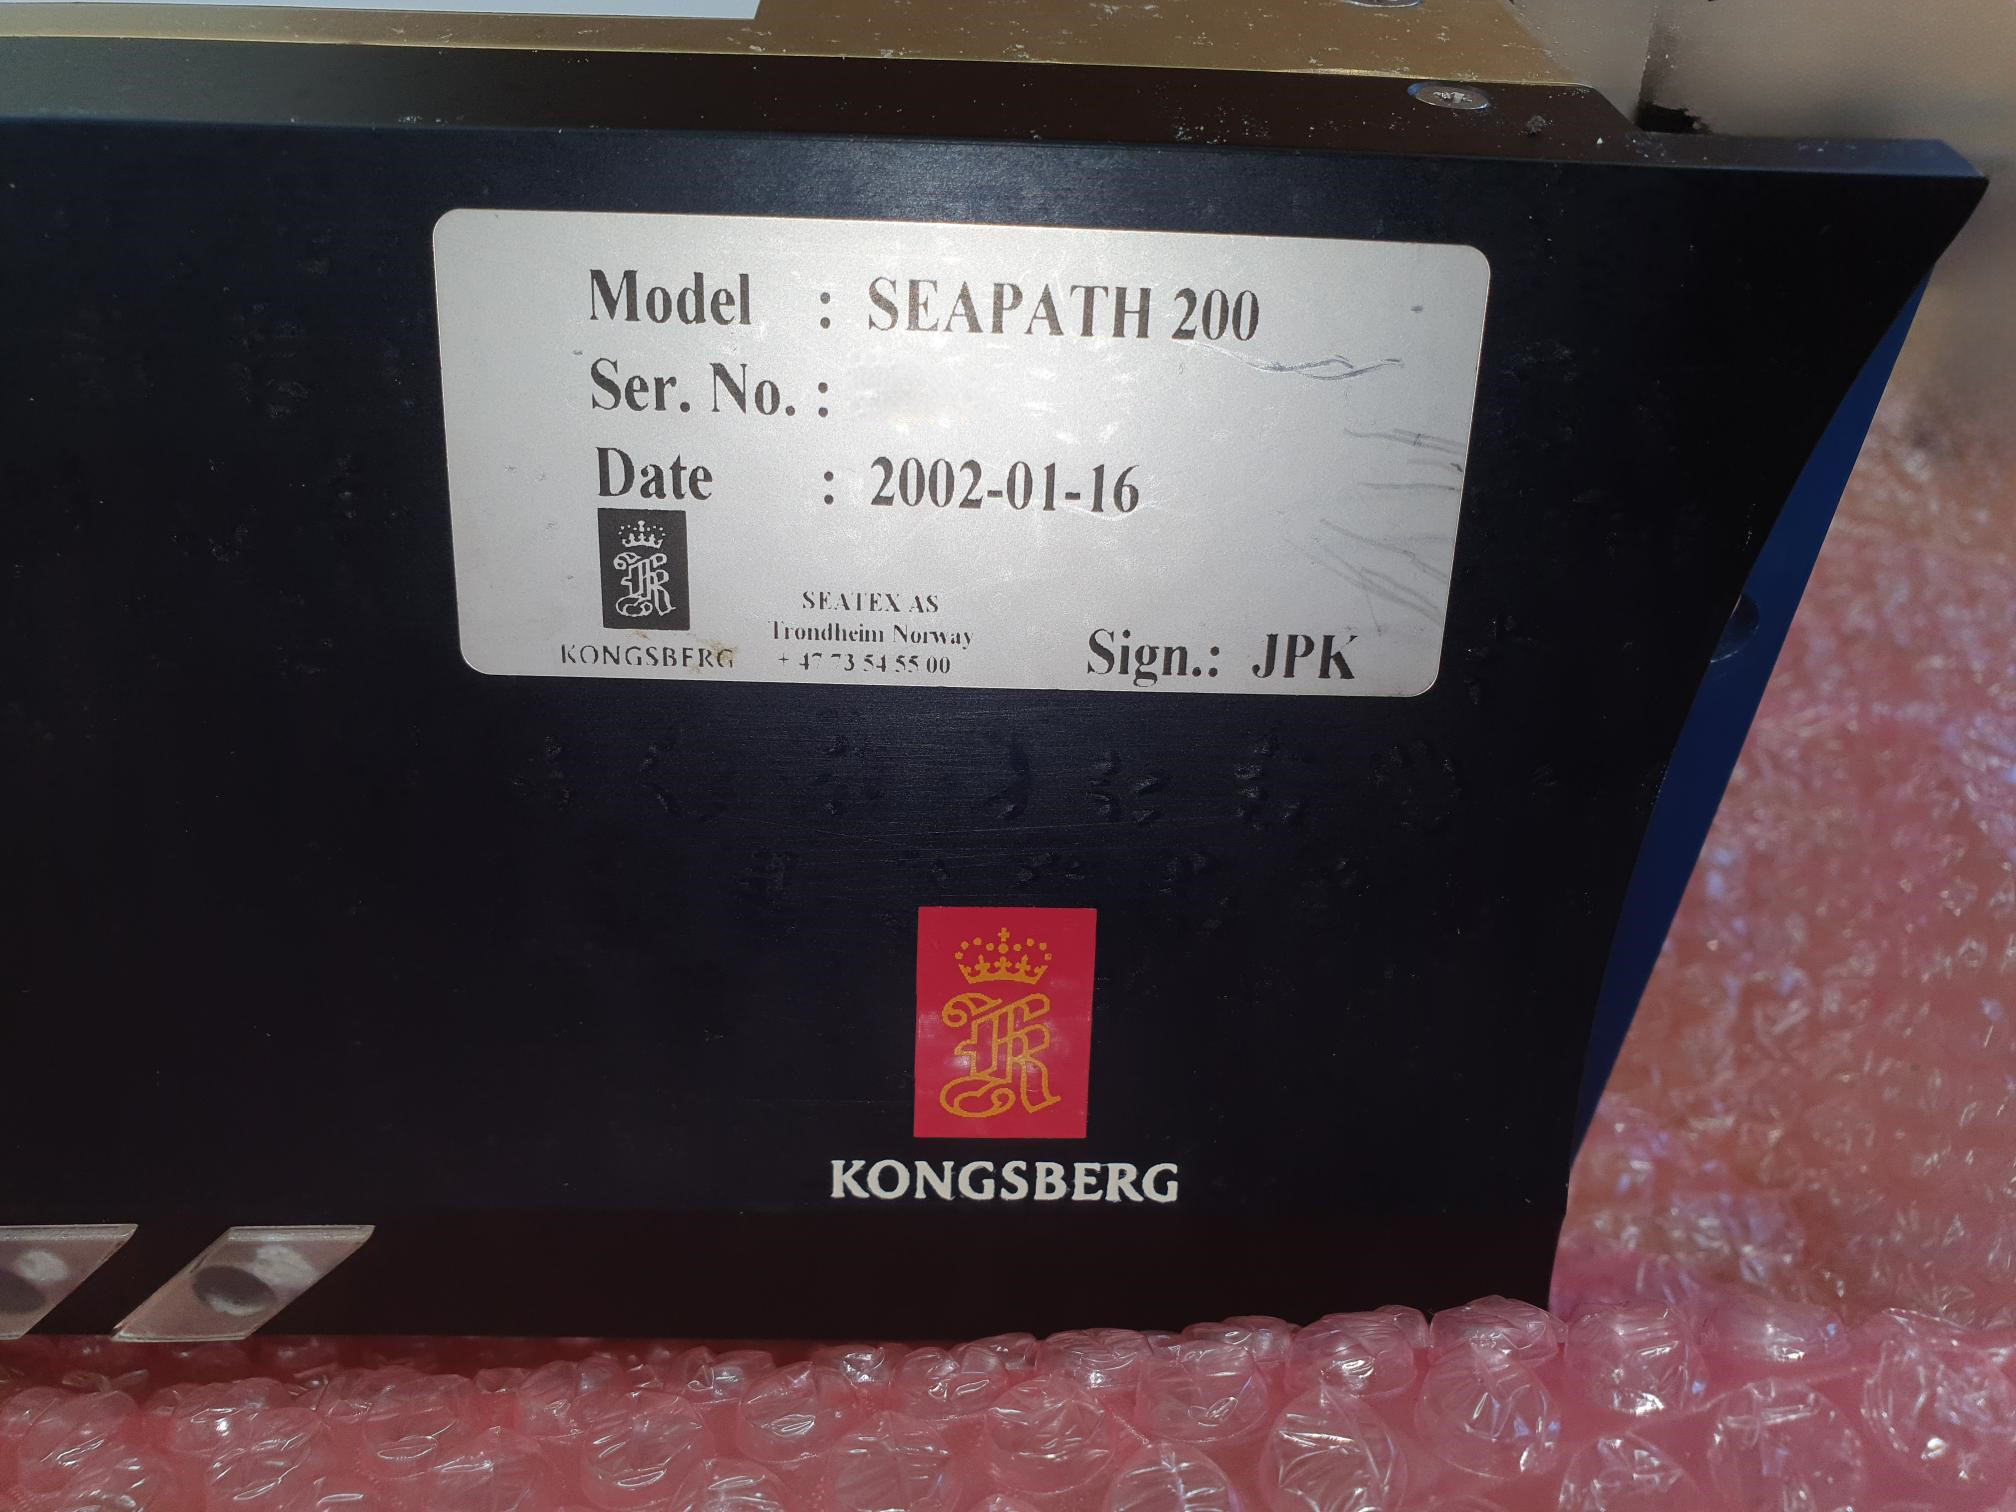 Model : SEAPATH 200
Ser. No. :
Date : 2002-01-16
KONGSBERG
SEATEX AS
Trondheim Norway
+ 47 73 54 55 00
Sign.: JPK
KONGSBERG